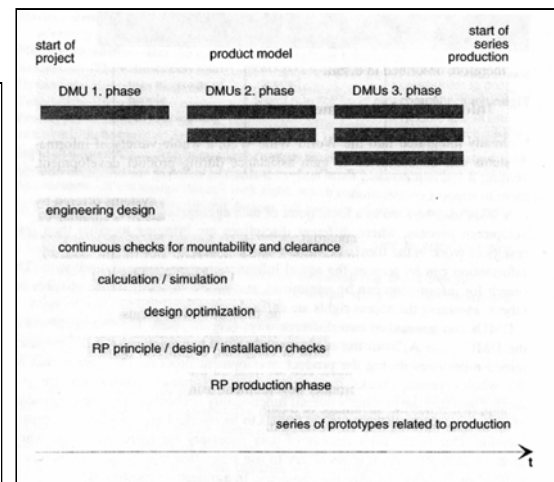 start of project
product model
start of series production
DMU 1. phase
DMUs 2. phase
DMUs 3. phase
engineering design
continuous checks for mountability and clearance
calculation / simulation
design optimization
RP principle / design / installation checks
RP production phase
series of prototypes related to production
t